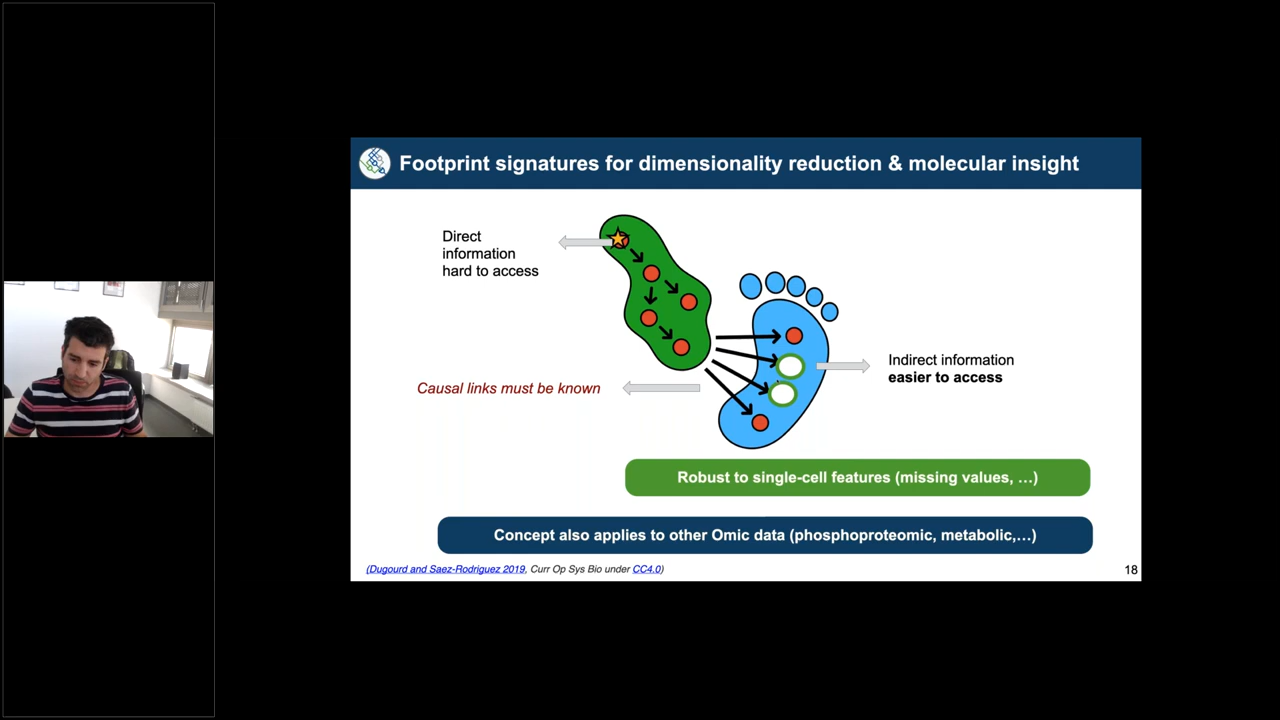 Footprint signatures for dimensionality reduction & molecular insight
Direct
information
hard to access
Causal links must be known
Indirect information
easier to access
Robust to single-cell features (missing values, …)
Concept also applies to other Omic data (phosphoproteomic, metabolic,…)
(Dugourd and Saez-Rodriguez 2019, Curr Op Sys Bio under CC4.0)
18